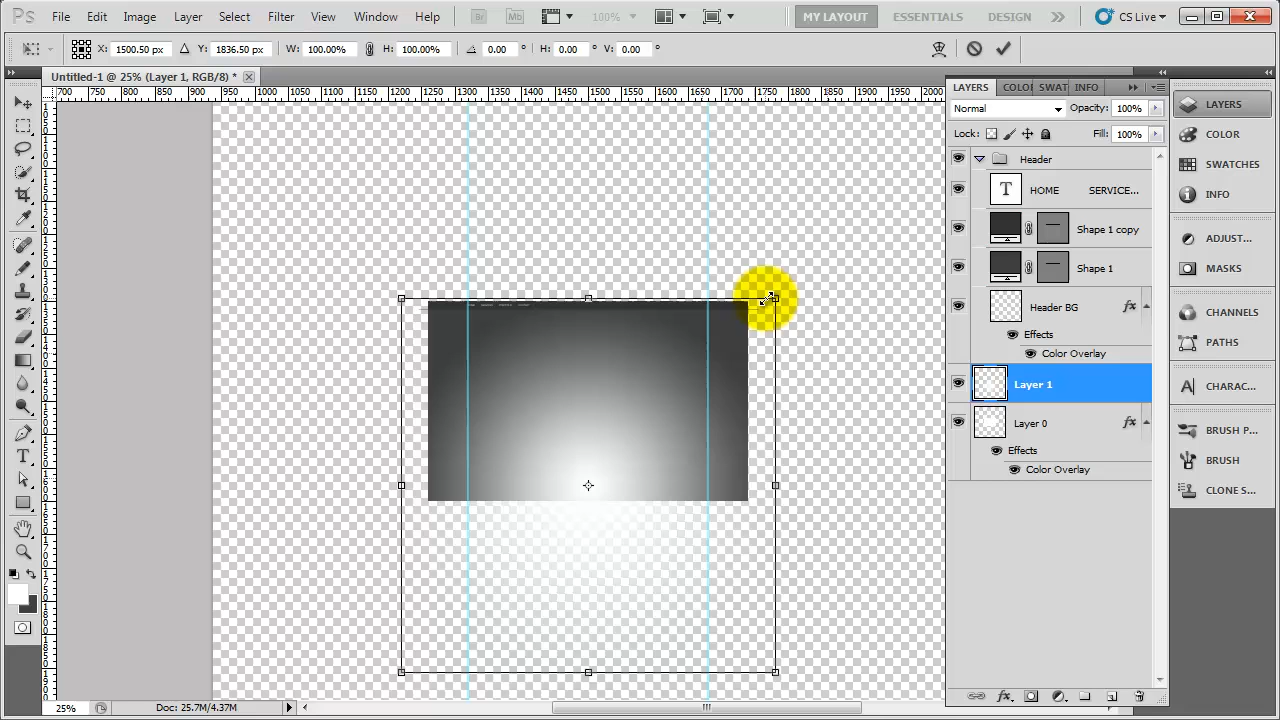 Ps File Edit Image Layer Select Filter View Window Help Br Mb 100% MY LAYOUT ESSENTIALS DESIGN CS Live
X: 1500.50 px Y: 1836.50 px W: 100.00% H: 100.00% 0.00 ° H: 0.00 ° V: 0.00 °
Untitled-1 @ 25% (Layer 1, RGB/8) *
700 750 800 850 900 950 1000 1050 1100 1150 1200 1250 1300 1350 1400 1450 1500 1550 1600 1650 1700 1750 1800 1850 1900 1950 2000
LAYERS COLO SWAT INFO
Normal Opacity: 100%
Lock: Fill: 100%
Header
T HOME SERVICE...
Shape 1 copy
Shape 1
Header BG fx
Effects
Color Overlay
Layer 1
Layer 0 fx
Effects
Color Overlay
LAYERS
COLOR
SWATCHES
INFO
ADJUST...
MASKS
CHANNELS
PATHS
CHARAC...
BRUSH P...
BRUSH
CLONE S...
25% Doc: 25.7M/4.37M